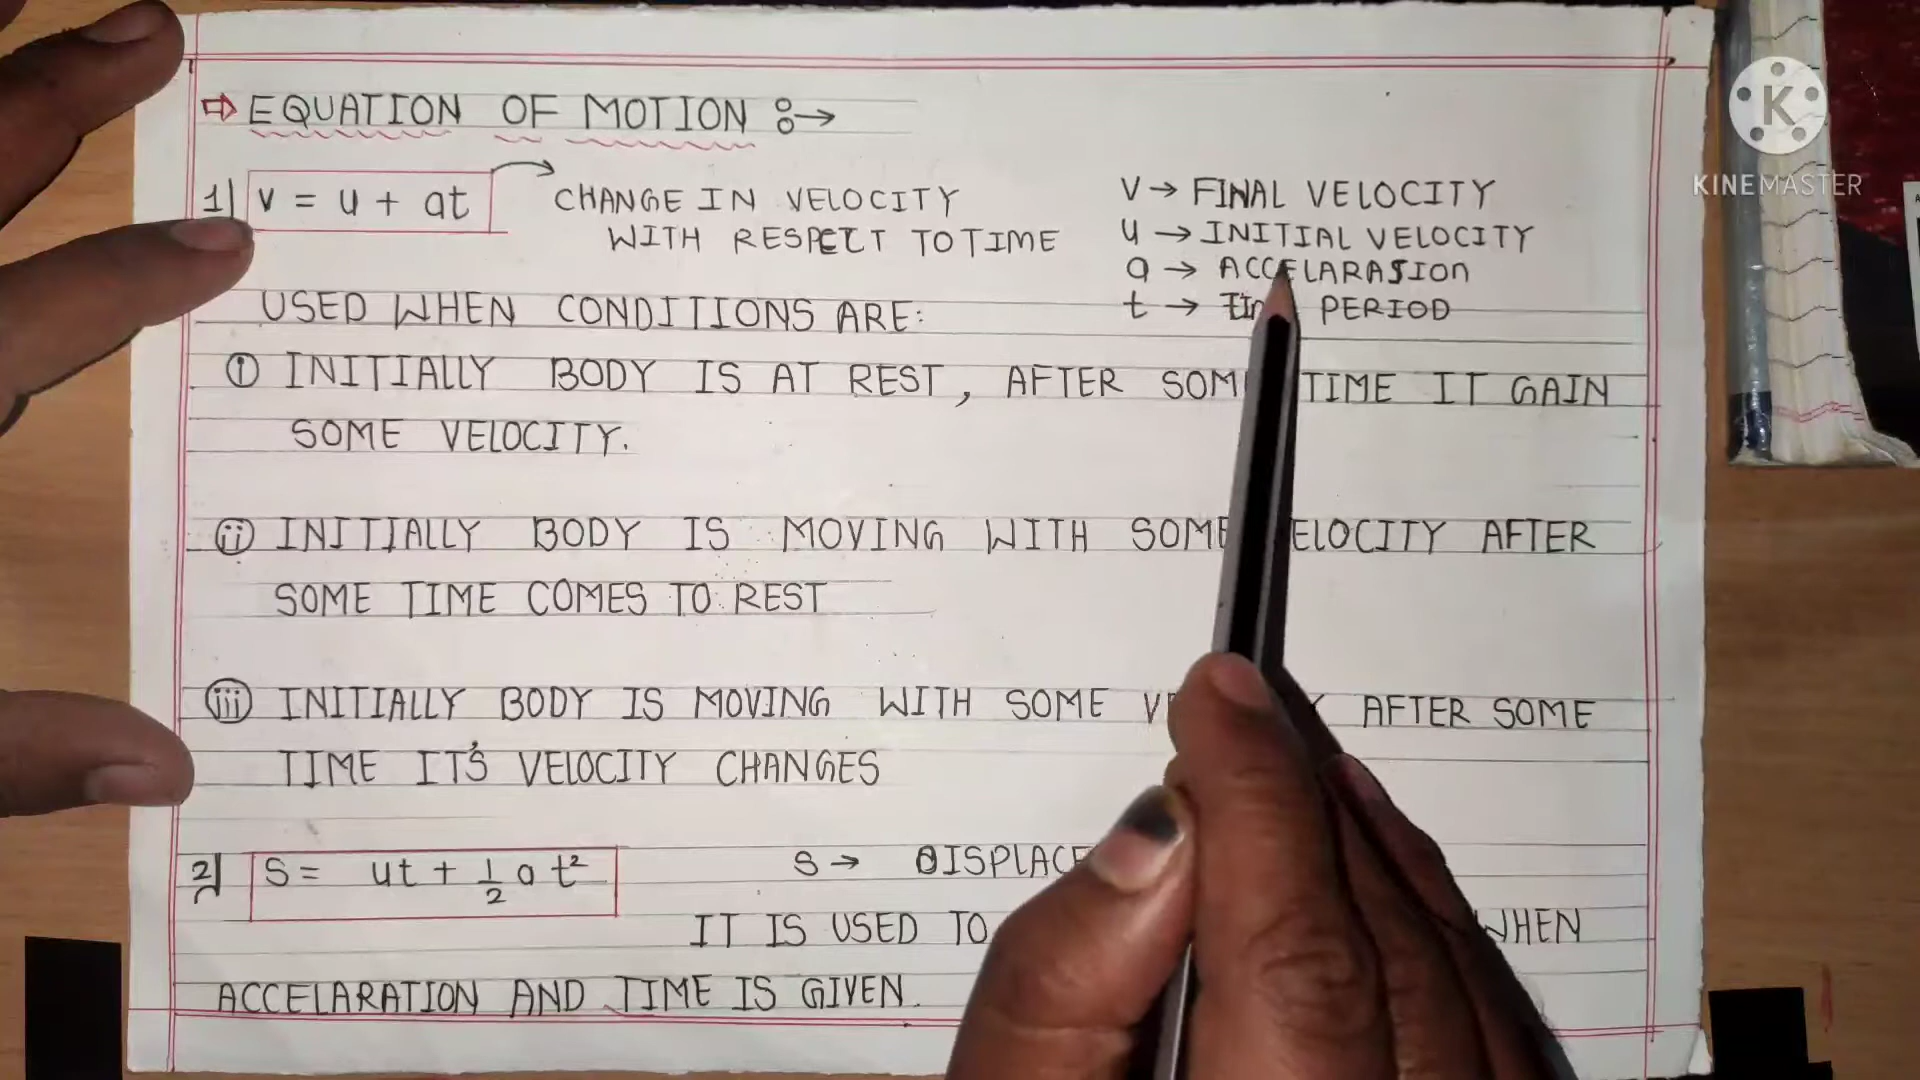 ⇨ EQUATION OF MOTION :→
1| v = u + at
CHANGE IN VELOCITY
WITH RESPECT TO TIME
V → FINAL VELOCITY
u → INITIAL VELOCITY
a → ACCELARASION
t → PERIOD
USED WHEN CONDITIONS ARE:
(i) INITIALLY BODY IS AT REST, AFTER TIME IT GAIN
SOME VELOCITY.
(ii) INITIALLY BODY IS MOVING WITH SOME AFTER
SOME TIME COMES TO REST
(iii) INITIALLY BODY IS MOVING WITH SOME AFTER SOME
TIME IT'S VELOCITY CHANGES
2| S = ut + 1/2 a t²
S →
IT IS USED TO WHEN
ACCELARATION AND TIME IS GIVEN.
K
KINEMASTER